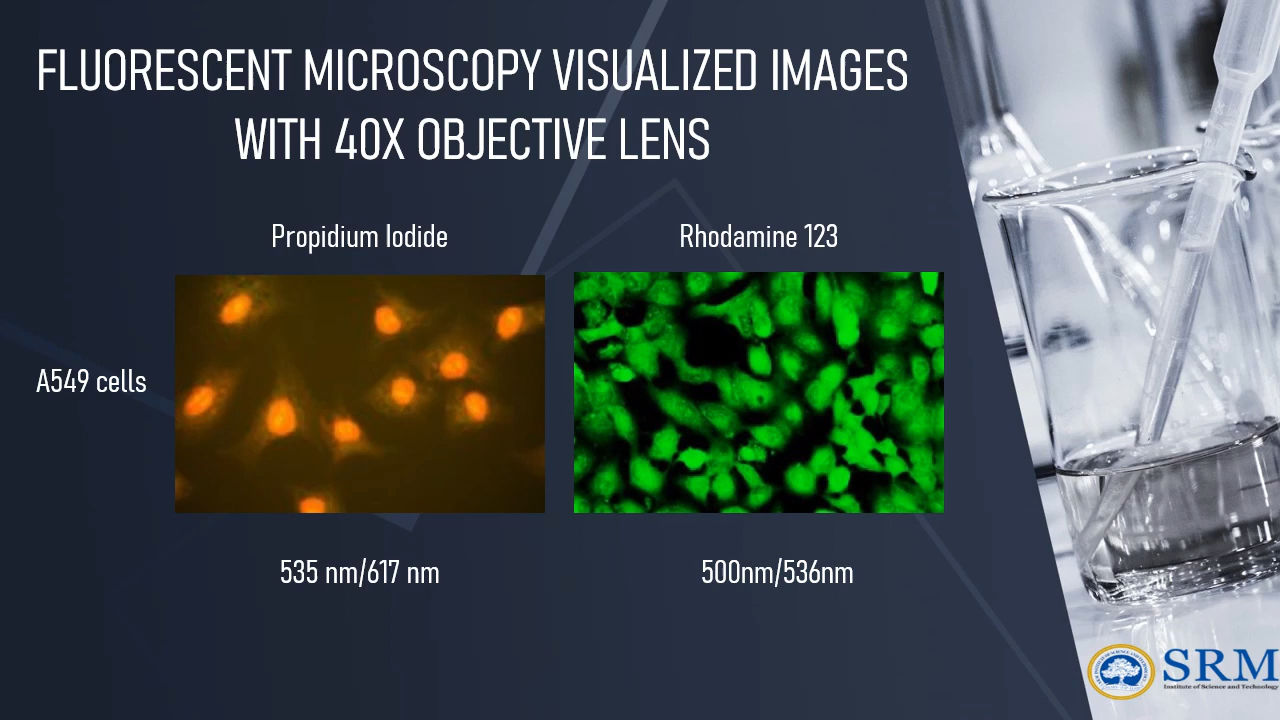 FLUORESCENT MICROSCOPY VISUALIZED IMAGES
WITH 40X OBJECTIVE LENS
Propidium Iodide
Rhodamine 123
A549 cells
535 nm/617 nm
500nm/536nm
SRM
Institute of Science and Technology